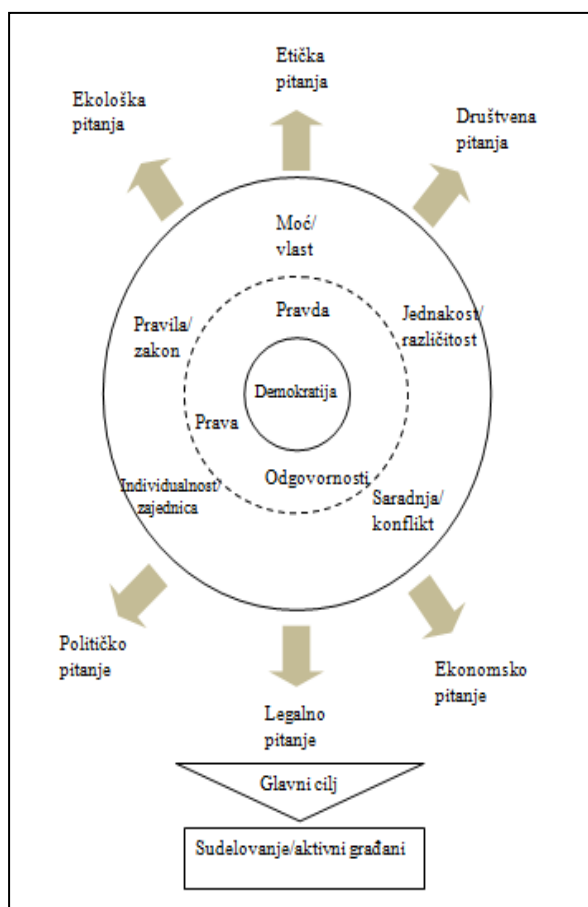 Etička
pitanja
Ekološka
pitanja
Društvena
pitanja
Moć/
vlast
Pravila/
zakon
Pravda
Jednakost/
različitost
Demokratija
Prava
Odgovornosti
Individualnost/
zajednica
Saradnja/
konflikt
Političko
pitanje
Ekonomsko
pitanje
Legalno
pitanje
Glavni cilj
Sudelovanje/aktivni građani